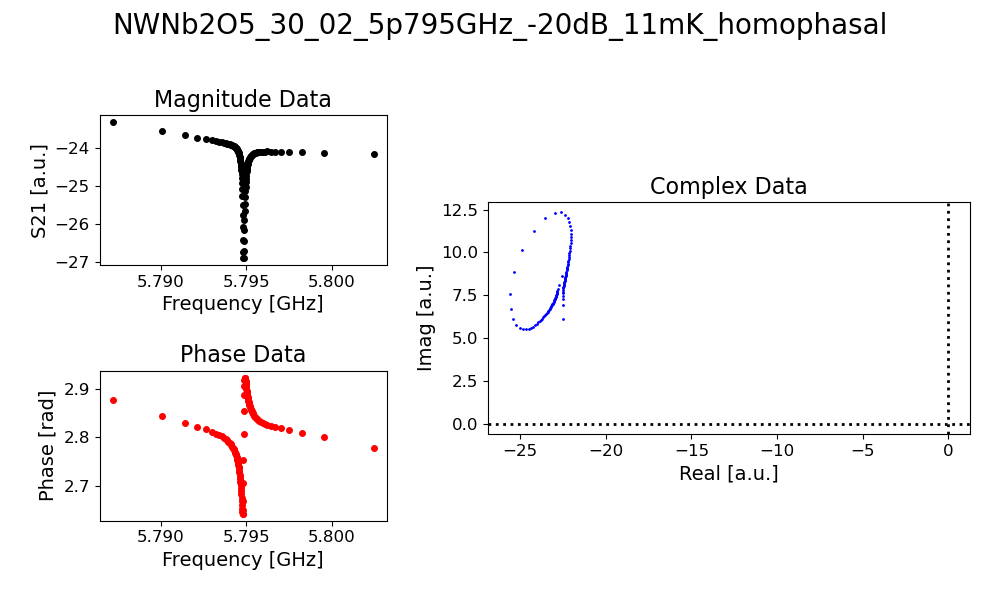 NWNb2O5_30_02_5p795GHz_-20dB_11mK_homophasal
Magnitude Data
S21 [a.u.]
−24
−25
−26
−27
5.790
5.795
5.800
Frequency [GHz]
Phase Data
Phase [rad]
2.9
2.8
2.7
5.790
5.795
5.800
Frequency [GHz]
Complex Data
Imag [a.u.]
12.5
10.0
7.5
5.0
2.5
0.0
−25
−20
−15
−10
−5
0
Real [a.u.]